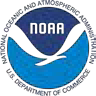 NATIONAL OCEANIC AND ATMOSPHERIC ADMINISTRATION
NOAA
U.S. DEPARTMENT OF COMMERCE